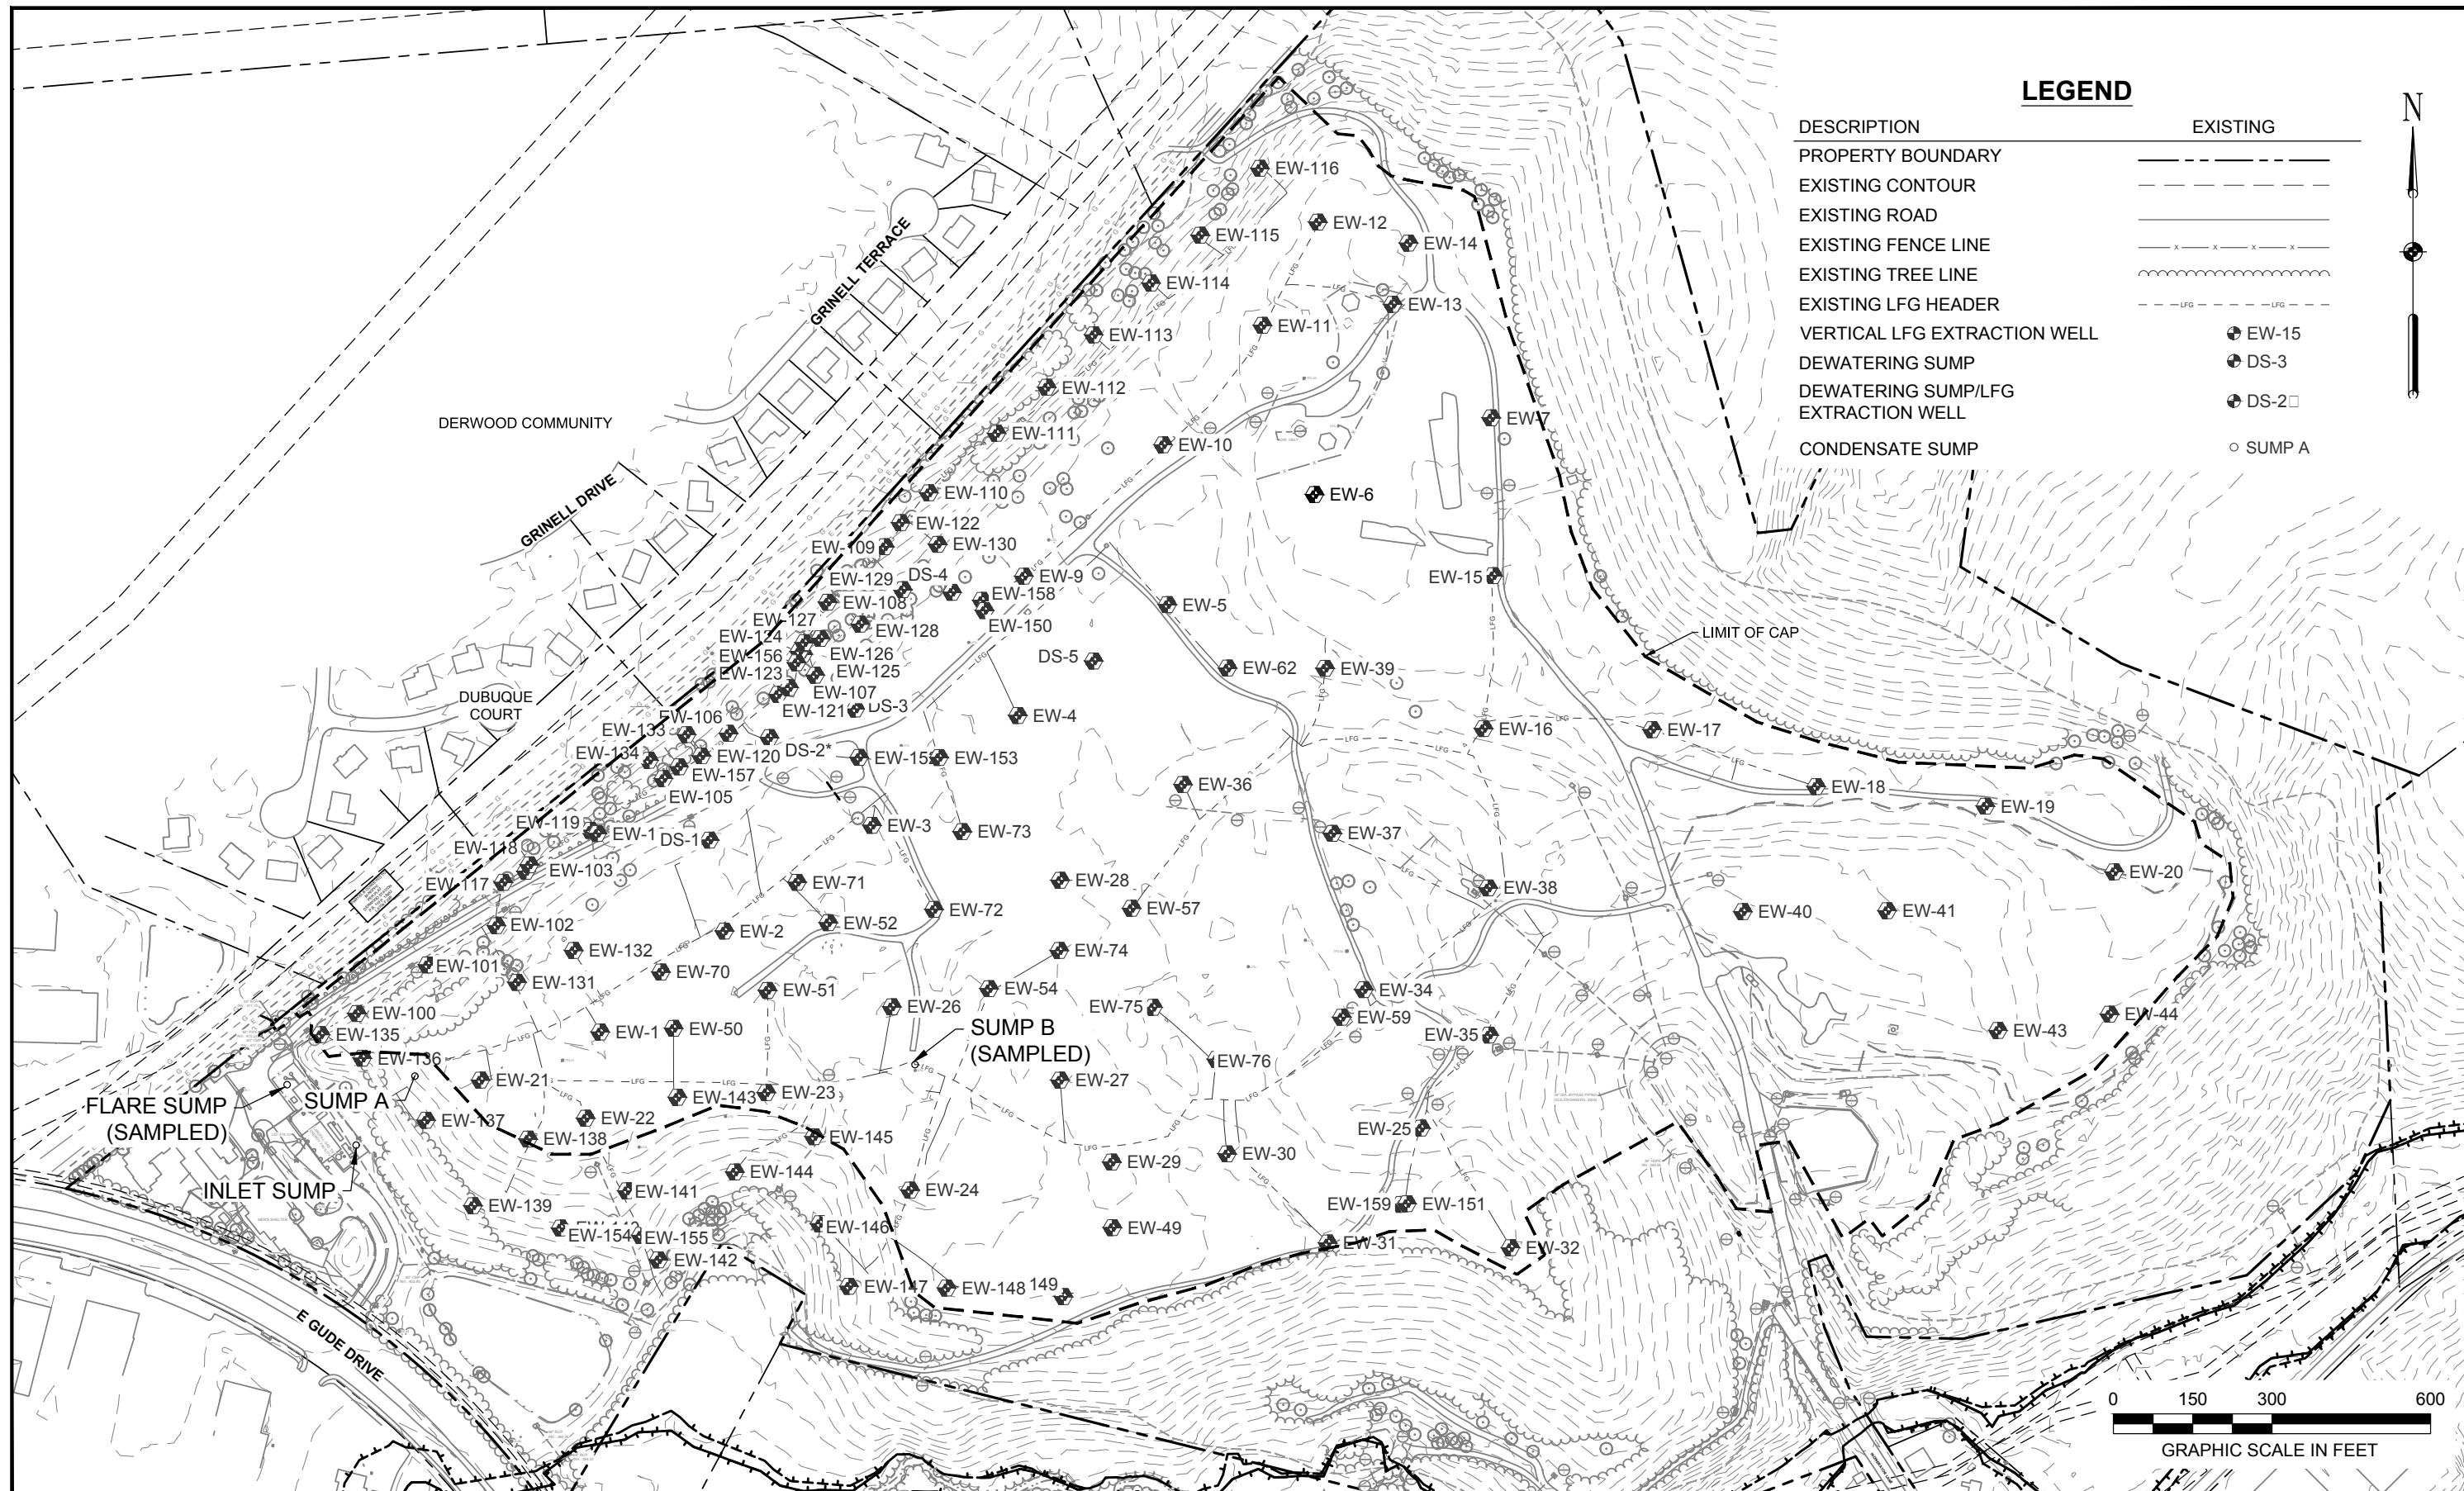 LEGEND
N
DESCRIPTION EXISTING
PROPERTY BOUNDARY
EXISTING CONTOUR
EXISTING ROAD
EXISTING FENCE LINE
EXISTING TREE LINE
EXISTING LFG HEADER
VERTICAL LFG EXTRACTION WELL EW-15
DEWATERING SUMP DS-3
DEWATERING SUMP/LFG
EXTRACTION WELL DS-2□
CONDENSATE SUMP SUMP A
EW-116
EW-12
EW-115
EW-14
EW-114
EW-13
EW-11
EW-113
GRINELL TERRACE
EW-112
DERWOOD COMMUNITY
EW-7
EW-111
EW-10
GRINELL DRIVE
EW-110
EW-6
EW-122
EW-109
EW-130
EW-129
DS-4
EW-9
EW-15
EW-158
EW-108
EW-5
EW-127
EW-150
EW-128
EW-124
LIMIT OF CAP
EW-156
EW-126
DS-5
EW-123
EW-125
EW-62
EW-39
DUBUQUE
COURT
EW-107
EW-121
DS-3
EW-4
EW-106
EW-133
EW-16
EW-17
EW-134
EW-120
DS-2*
EW-152
EW-153
EW-157
EW-105
EW-36
EW-18
EW-19
EW-119
EW-1
DS-1
EW-3
EW-73
EW-37
EW-118
EW-103
EW-117
EW-71
EW-28
EW-38
EW-20
EW-102
EW-2
EW-52
EW-72
EW-57
EW-40
EW-41
EW-132
EW-74
EW-101
EW-70
EW-131
EW-51
EW-54
EW-34
EW-100
EW-26
EW-75
EW-59
EW-44
EW-135
EW-1
EW-50
SUMP B
(SAMPLED)
EW-35
EW-43
EW-136
EW-76
EW-21
EW-27
FLARE SUMP
(SAMPLED)
SUMP A
EW-143
EW-23
EW-137
EW-22
EW-138
EW-145
EW-25
EW-144
EW-29
EW-30
INLET SUMP
EW-141
EW-24
EW-139
EW-159
EW-151
EW-146
EW-49
EW-154
EW-155
EW-31
EW-32
EW-142
EW-147
EW-148
149
E GUDE DRIVE
0 150 300 600
GRAPHIC SCALE IN FEET